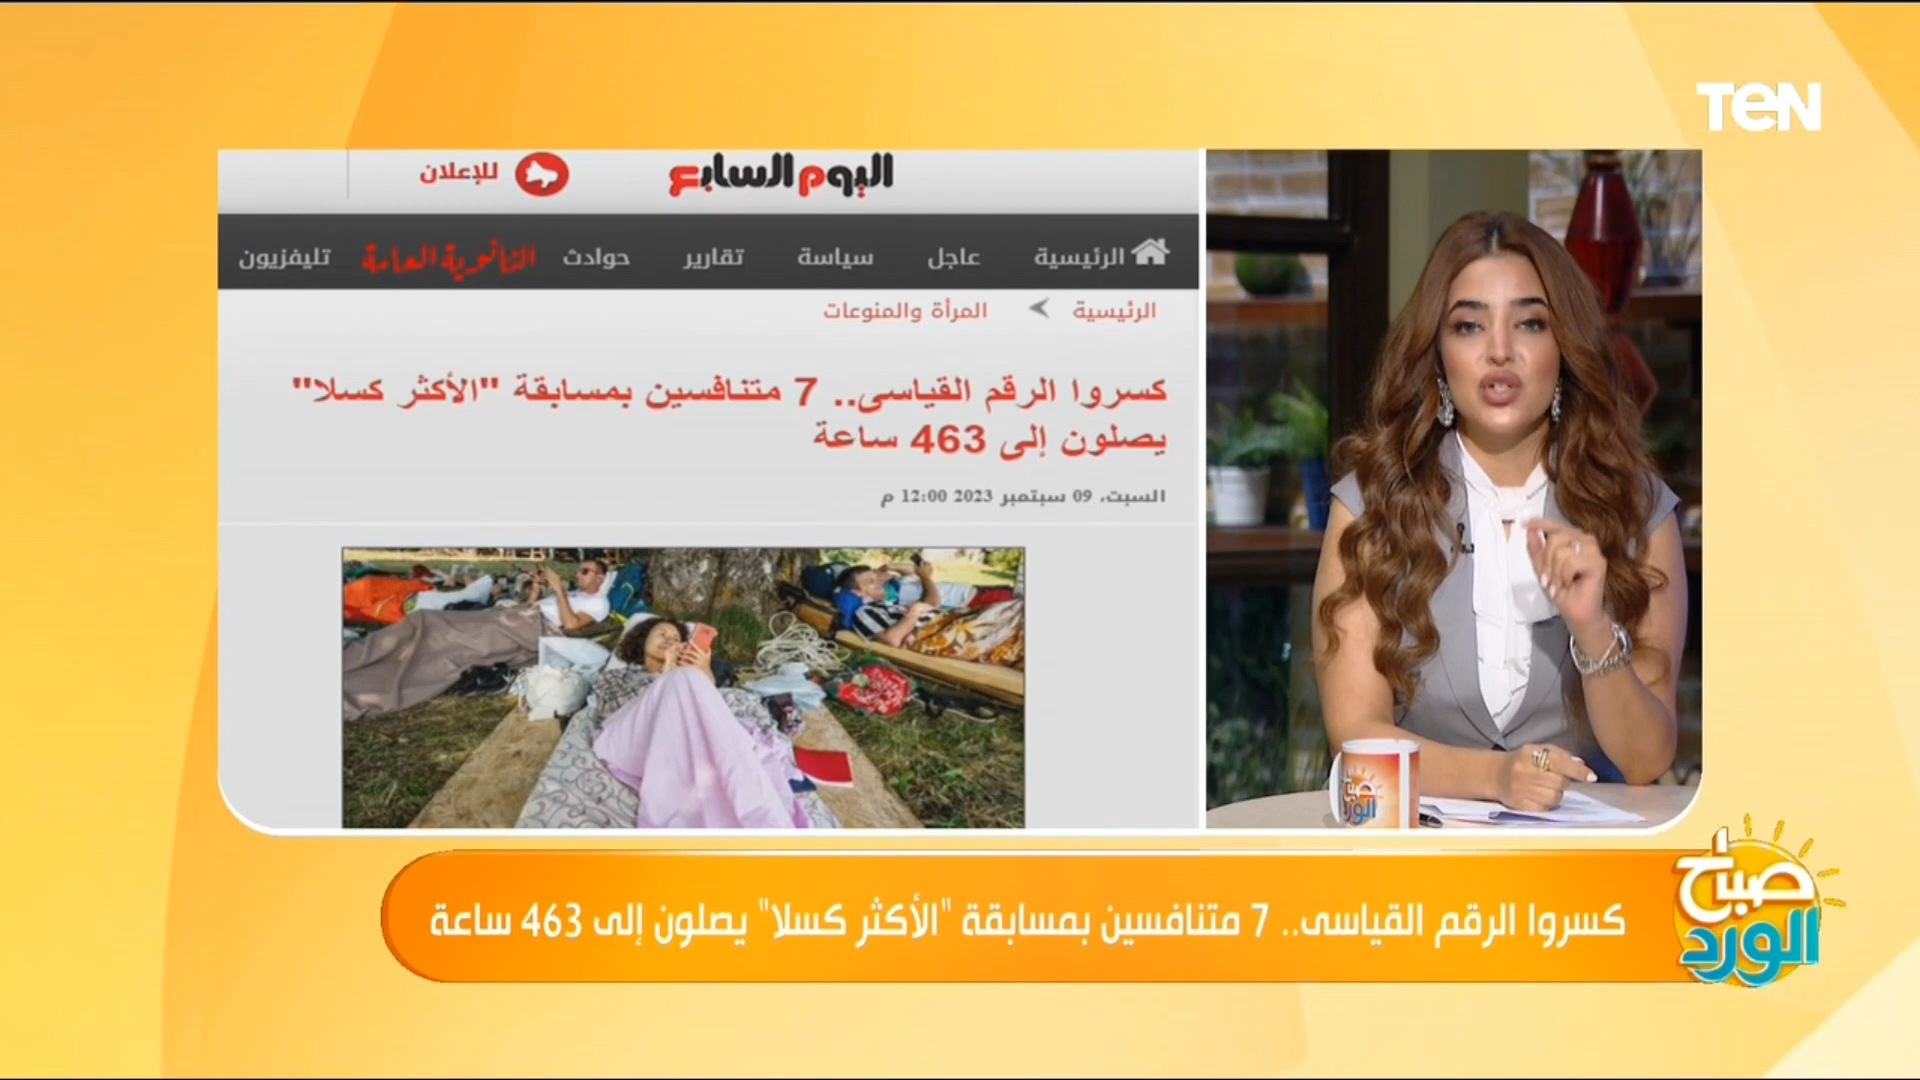 TEN
اليوم السابع
للإعلان
الرئيسية عاجل سياسة تقارير حوادث الثانوية العامة تليفزيون
الرئيسية المرأة والمنوعات
كسروا الرقم القياسى.. 7 متنافسين بمسابقة "الأكثر كسلا"
يصلون إلى 463 ساعة
السبت، 09 سبتمبر 2023 12:00 م
صباح
الورد
كسروا الرقم القياسى.. 7 متنافسين بمسابقة "الأكثر كسلا" يصلون إلى 463 ساعة
صباح
الورد